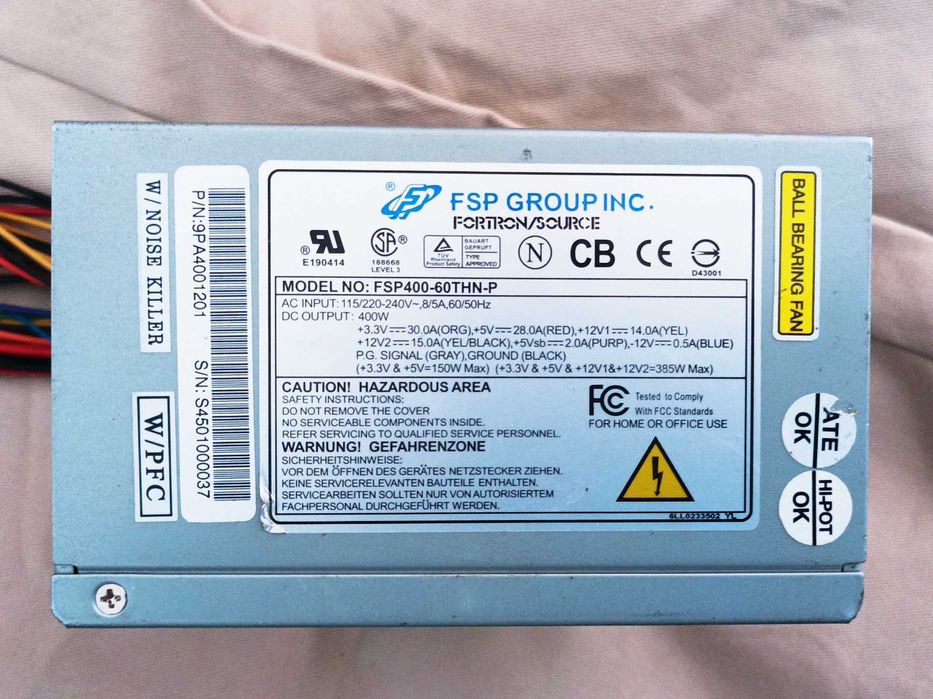 W/NOISE KILLER
W/PFC
P/N:9PA4001201
S/N: S4501000037
® FSP GROUP INC.
FORTRON/SOURCE
® E190414
SA ®
188668
LEVEL 3
TÜV
Rheinland
Product Safety
BAUART
GEPRÜFT
TYPE
APPROVED
N
CB
CE
D43001
MODEL NO: FSP400-60THN-P
AC INPUT: 115/220-240V~,8/5A,60/50Hz
DC OUTPUT: 400W
+3.3V⎓30.0A(ORG),+5V⎓28.0A(RED),+12V1⎓14.0A(YEL)
+12V2⎓15.0A(YEL/BLACK),+5Vsb⎓2.0A(PURP),-12V⎓0.5A(BLUE)
P.G. SIGNAL (GRAY),GROUND (BLACK)
(+3.3V & +5V=150W Max) (+3.3V & +5V & +12V1&+12V2=385W Max)
CAUTION! HAZARDOUS AREA
SAFETY INSTRUCTIONS:
DO NOT REMOVE THE COVER
NO SERVICEABLE COMPONENTS INSIDE.
REFER SERVICING TO QUALIFIED SERVICE PERSONNEL.
WARNUNG! GEFAHRENZONE
SICHERHEITSHINWEISE:
VOR DEM ÖFFNEN DES GERÄTES NETZSTECKER ZIEHEN.
KEINE SERVICERELEVANTEN BAUTEILE ENTHALTEN.
SERVICEARBEITEN SOLLTEN NUR VON AUTORISIERTEM
FACHPERSONAL DURCHGEFÜHRT WERDEN.
FC Tested to Comply
With FCC Standards
FOR HOME OR OFFICE USE
6LL0233502 YL
BALL BEARING FAN
ATE
OK
HI-POT
OK